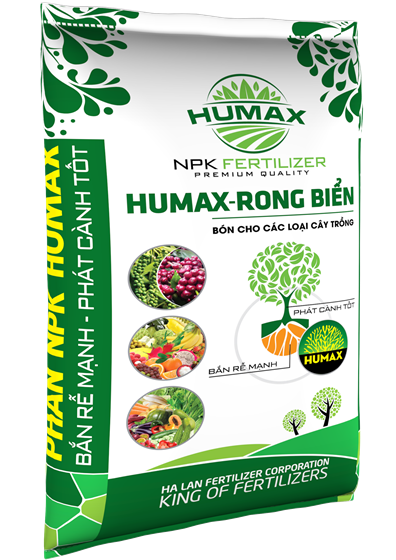 HUMAX
NPK FERTILIZER
PREMIUM QUALITY
HUMAX-RONG BIỂN
BÓN CHO CÁC LOẠI CÂY TRỒNG
PHÁT CÀNH TỐT
BẮN RỄ MẠNH
HUMAX
PHÂN NPK HUMAX
BẮN RỄ MẠNH - PHÁT CÀNH TỐT
HA LAN FERTILIZER CORPORATION
KING OF FERTILIZERS